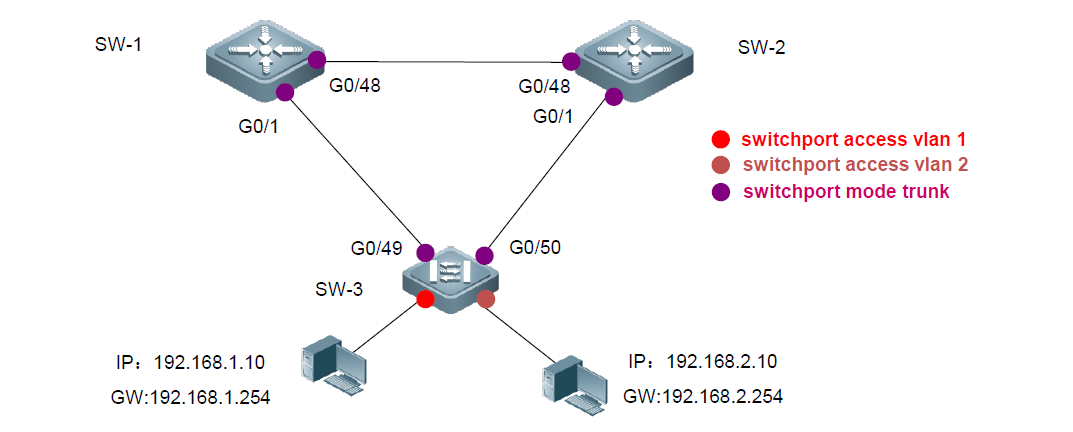 SW-1
SW-2
G0/48
G0/48
G0/1
G0/1
switchport access vlan 1
switchport access vlan 2
switchport mode trunk
G0/49
G0/50
SW-3
IP：192.168.1.10
GW:192.168.1.254
IP：192.168.2.10
GW:192.168.2.254